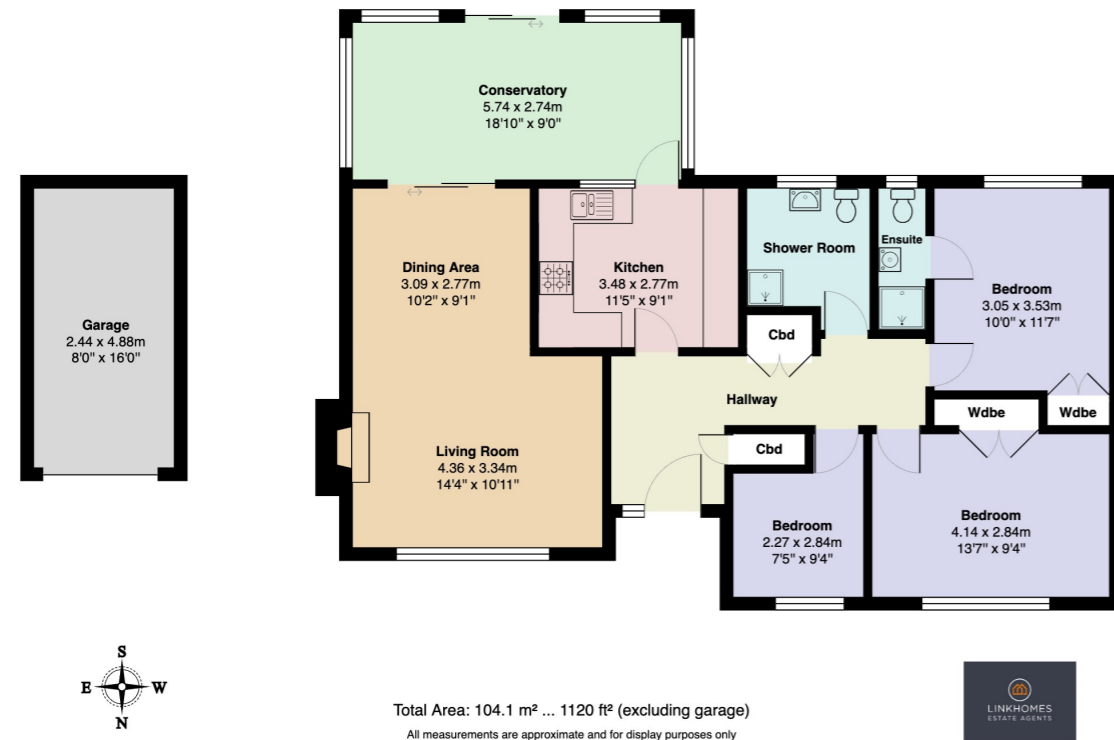 Conservatory
5.74 x 2.74m
18'10" x 9'0"
Garage
2.44 x 4.88m
8'0" x 16'0"
Dining Area
3.09 x 2.77m
10'2" x 9'1"
Kitchen
3.48 x 2.77m
11'5" x 9'1"
Shower Room
Ensuite
Bedroom
3.05 x 3.53m
10'0" x 11'7"
Cbd
Hallway
Wdbe
Wdbe
Living Room
4.36 x 3.34m
14'4" x 10'11"
Cbd
Bedroom
2.27 x 2.84m
7'5" x 9'4"
Bedroom
4.14 x 2.84m
13'7" x 9'4"
S
E W
N
Total Area: 104.1 m² ... 1120 ft² (excluding garage)
All measurements are approximate and for display purposes only
LINKHOMES
ESTATE AGENTS